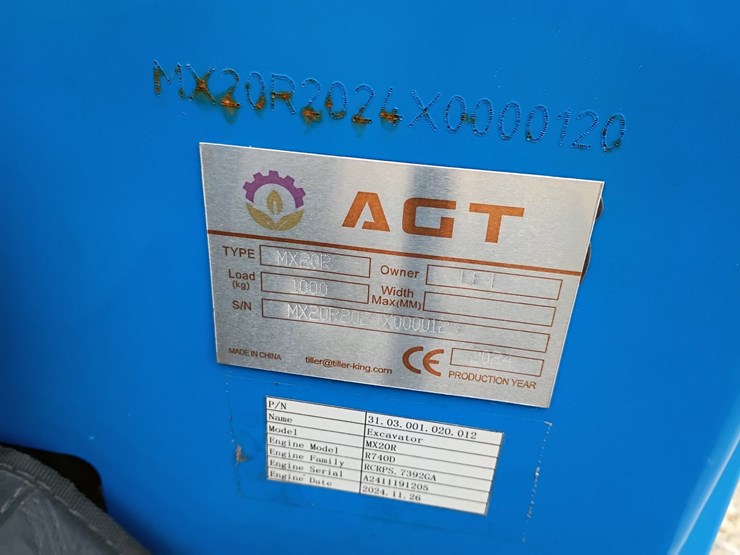 MX20R2024X0000120
AGT
TYPE MX20R Owner
Load (kg) 1000 Width Max(MM)
S/N
MADE IN CHINA tiller@tiller-king.com CE 2024
PRODUCTION YEAR
P/N 31.03.001.020.012
Name Excavator
Model MX20R
Engine Model R740D
Engine Family RCRPS.7392GA
Engine Serial A2411191205
Engine Date 2024.11.26